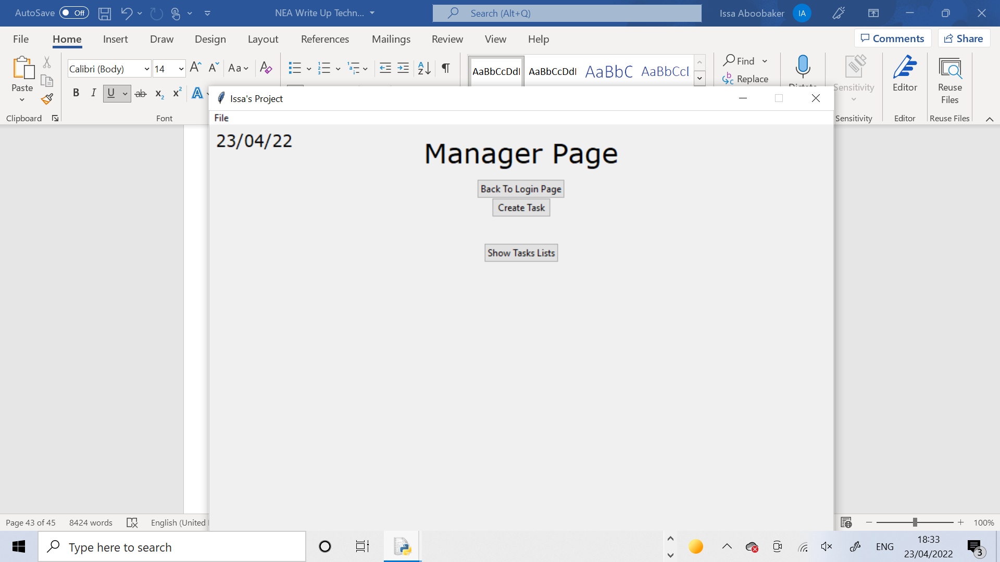 AutoSave Off NEA Write Up Techn... Search (Alt+Q) Issa Aboobaker IA
File Home Insert Draw Design Layout References Mailings Review View Help Comments Share
Calibri (Body) 14 Aa AaBbCcDdI AaBbCcDdI AaBbC AaBbCcI Find
Replace
Paste B I U ab x2 x2 A Sensitivity Editor Reuse
Files
Clipboard Font Sensitivity Editor Reuse Files
Issa's Project
File
23/04/22
Manager Page
Back To Login Page
Create Task
Show Tasks Lists
Page 43 of 45 8424 words English (United 100%
Type here to search ENG 18:33
23/04/2022 3